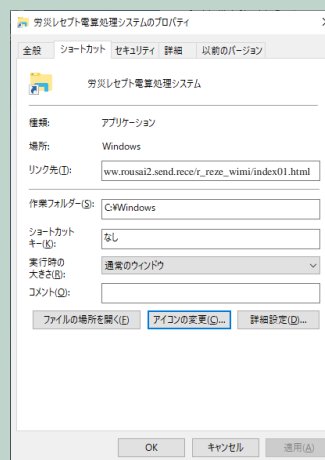 労災レセプト電算処理システムのプロパティ
全般 ショートカット セキュリティ 詳細 以前のバージョン
労災レセプト電算処理システム
種類: アプリケーション
場所: Windows
リンク先(T): ww.rousai2.send.rece/r_reze_wimi/index01.html
作業フォルダー(S): C:¥Windows
ショートカット
キー(K): なし
実行時の
大きさ(R): 通常のウィンドウ
コメント(O):
ファイルの場所を開く(F) アイコンの変更(C)... 詳細設定(D)...
OK キャンセル 適用(A)